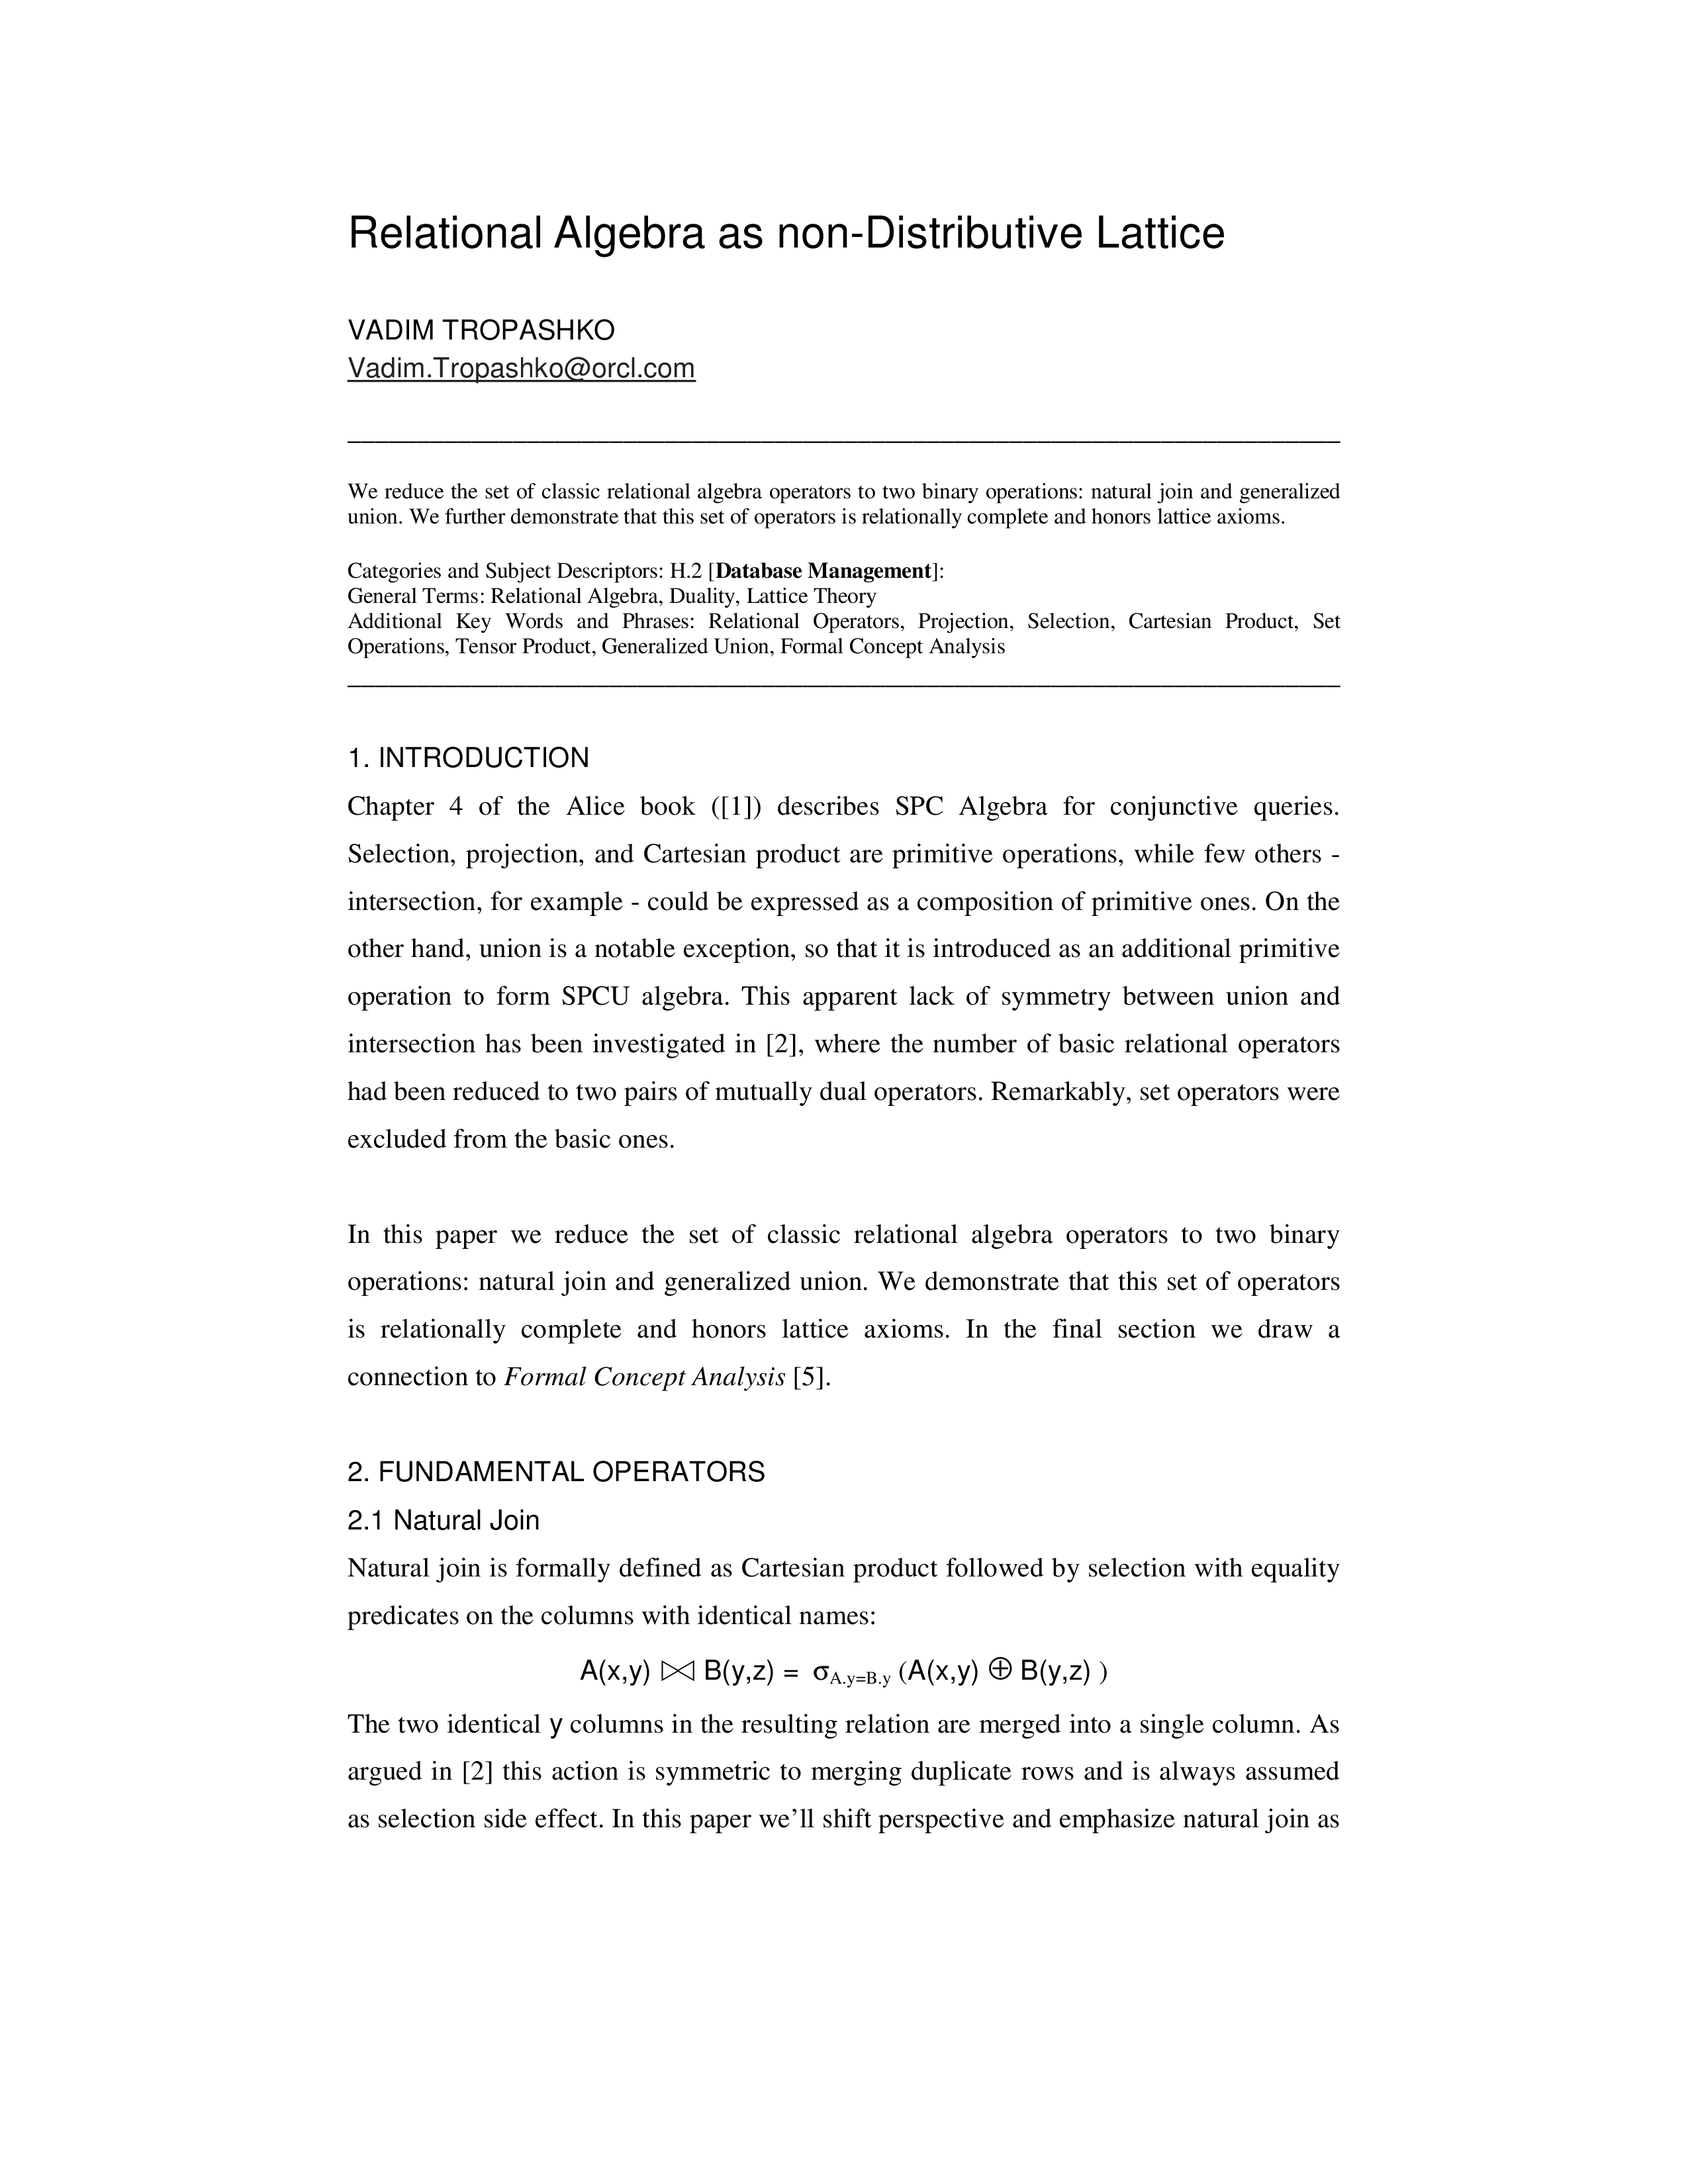 Relational Algebra as non-Distributive Lattice
VADIM TROPASHKO
Vadim.Tropashko@orcl.com
We reduce the set of classic relational algebra operators to two binary operations: natural join and generalized
union. We further demonstrate that this set of operators is relationally complete and honors lattice axioms.
Categories and Subject Descriptors: H.2 [Database Management]:
General Terms: Relational Algebra, Duality, Lattice Theory
Additional Key Words and Phrases: Relational Operators, Projection, Selection, Cartesian Product, Set
Operations, Tensor Product, Generalized Union, Formal Concept Analysis
1. INTRODUCTION
Chapter 4 of the Alice book ([1]) describes SPC Algebra for conjunctive queries.
Selection, projection, and Cartesian product are primitive operations, while few others -
intersection, for example - could be expressed as a composition of primitive ones. On the
other hand, union is a notable exception, so that it is introduced as an additional primitive
operation to form SPCU algebra. This apparent lack of symmetry between union and
intersection has been investigated in [2], where the number of basic relational operators
had been reduced to two pairs of mutually dual operators. Remarkably, set operators were
excluded from the basic ones.
In this paper we reduce the set of classic relational algebra operators to two binary
operations: natural join and generalized union. We demonstrate that this set of operators
is relationally complete and honors lattice axioms. In the final section we draw a
connection to Formal Concept Analysis [5].
2. FUNDAMENTAL OPERATORS
2.1 Natural Join
Natural join is formally defined as Cartesian product followed by selection with equality
predicates on the columns with identical names:
A(x,y) ⋈ B(y,z) = σA.y=B.y (A(x,y) ⊕ B(y,z) )
The two identical y columns in the resulting relation are merged into a single column. As
argued in [2] this action is symmetric to merging duplicate rows and is always assumed
as selection side effect. In this paper we’ll shift perspective and emphasize natural join as